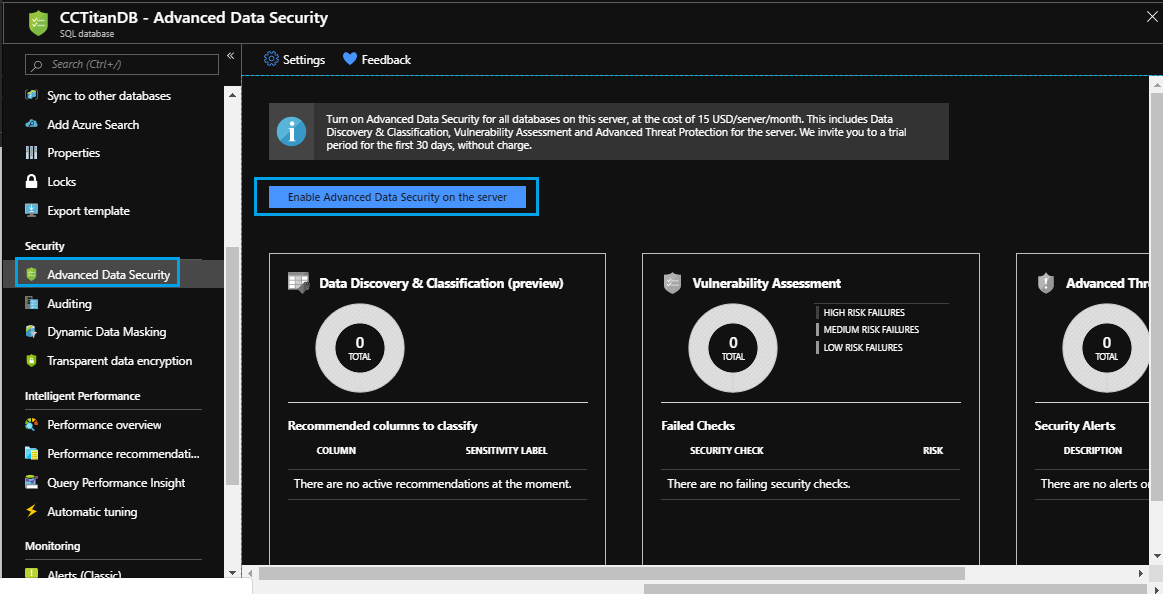 CCTitanDB - Advanced Data Security
SQL database
Search (Ctrl+/)
«
Sync to other databases
Add Azure Search
Properties
Locks
Export template
Security
Advanced Data Security
Auditing
Dynamic Data Masking
Transparent data encryption
Intelligent Performance
Performance overview
Performance recommendati...
Query Performance Insight
Automatic tuning
Monitoring
Alerts (Classic)
Settings
Feedback
Turn on Advanced Data Security for all databases on this server, at the cost of 15 USD/server/month. This includes Data
Discovery & Classification, Vulnerability Assessment and Advanced Threat Protection for the server. We invite you to a trial
period for the first 30 days, without charge.
Enable Advanced Data Security on the server
Data Discovery & Classification (preview)
0
TOTAL
Recommended columns to classify
COLUMN SENSITIVITY LABEL
There are no active recommendations at the moment.
Vulnerability Assessment
0
TOTAL
HIGH RISK FAILURES
MEDIUM RISK FAILURES
LOW RISK FAILURES
Failed Checks
SECURITY CHECK RISK
There are no failing security checks.
Advanced Thr
0
TOTAL
Security Alerts
DESCRIPTION
There are no alerts o